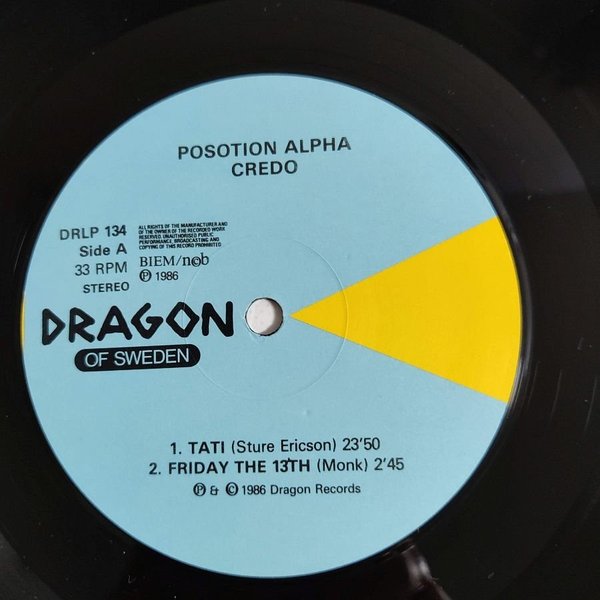 POSOTION ALPHA
CREDO
DRLP 134
Side A
33 RPM
STEREO
ALL RIGHTS OF THE MANUFACTURER AND
OF THE OWNER OF THE RECORDED WORK
RESERVED. UNAUTHORISED PUBLIC
PERFORMANCE, BROADCASTING AND
COPYING OF THIS RECORD PROHIBITED
BIEM/n©b
℗ 1986
DRAGON
OF SWEDEN
1. TATI (Sture Ericson) 23'50
2. FRIDAY THE 13TH (Monk) 2'45
℗ & © 1986 Dragon Records